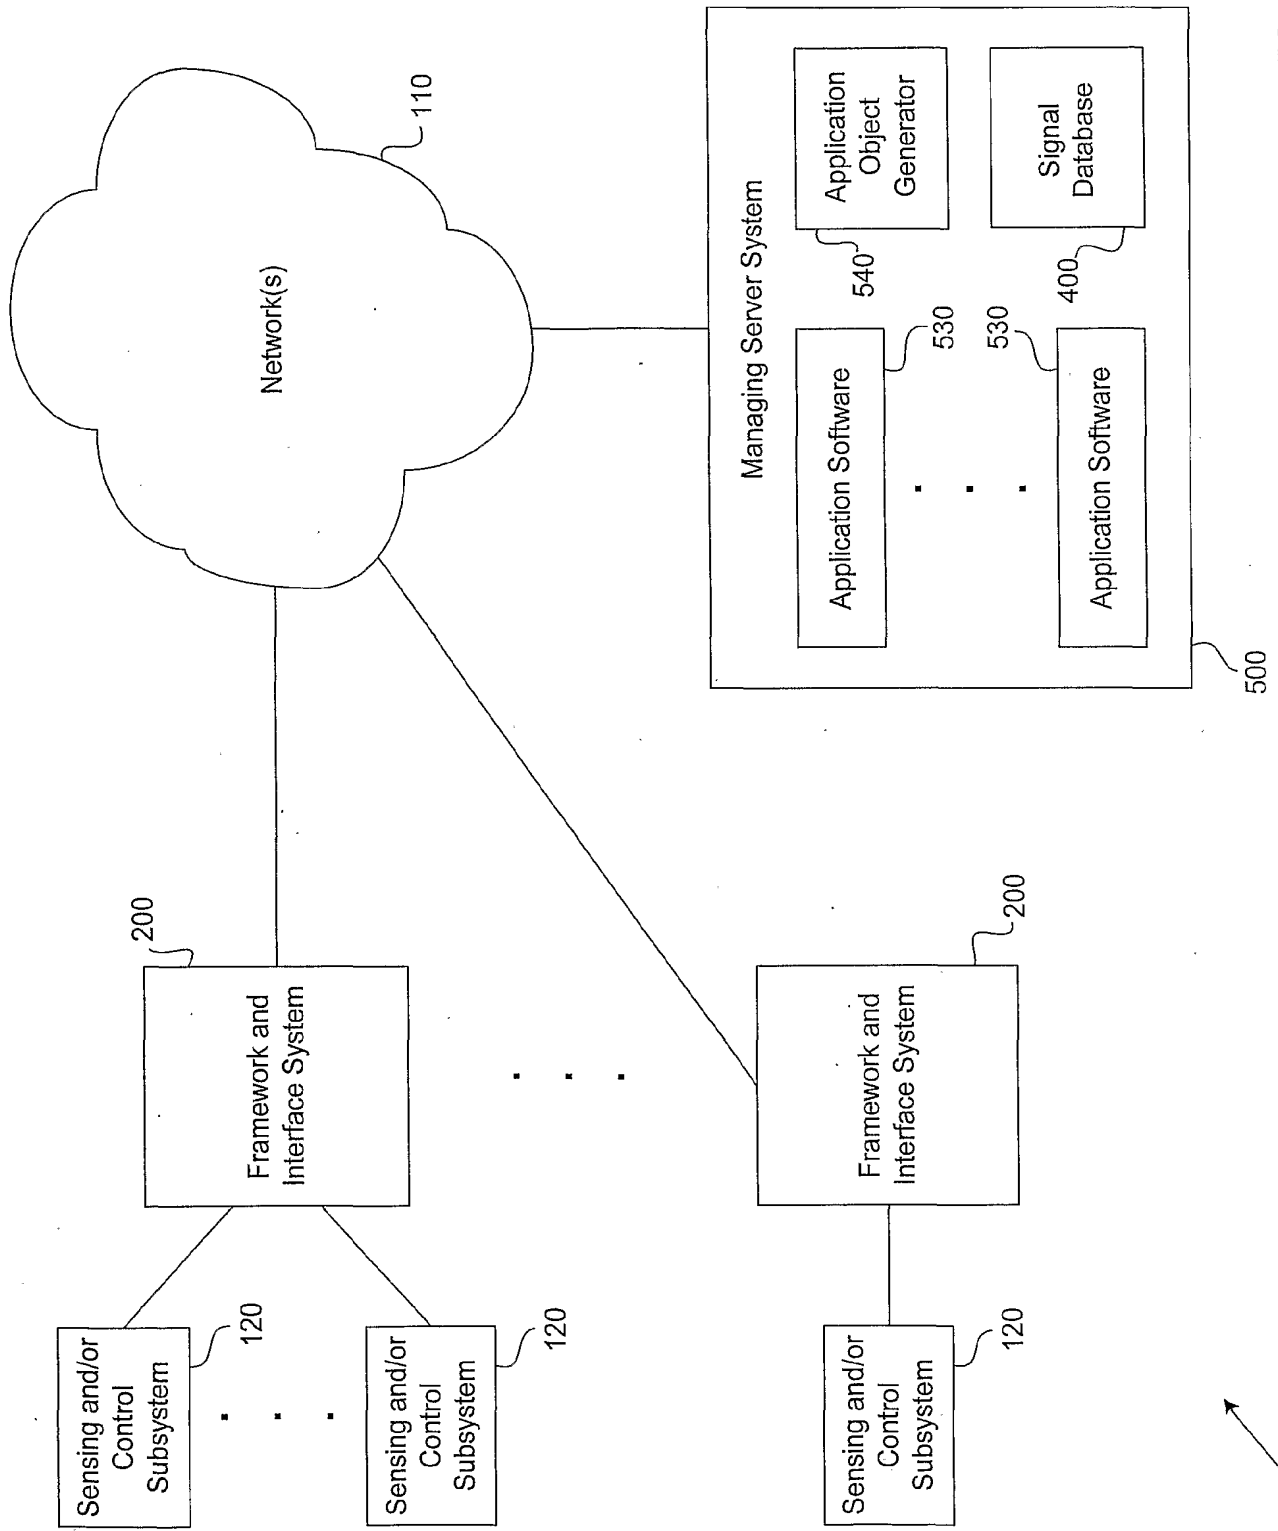 Sensing and/or
Control
Subsystem
120
Sensing and/or
Control
Subsystem
120
Sensing and/or
Control
Subsystem
120
Framework and
Interface System
200
Framework and
Interface System
200
Network(s)
110
Managing Server System
Application Software
530
Application Software
530
Application
Object
Generator
540
Signal
Database
400
500